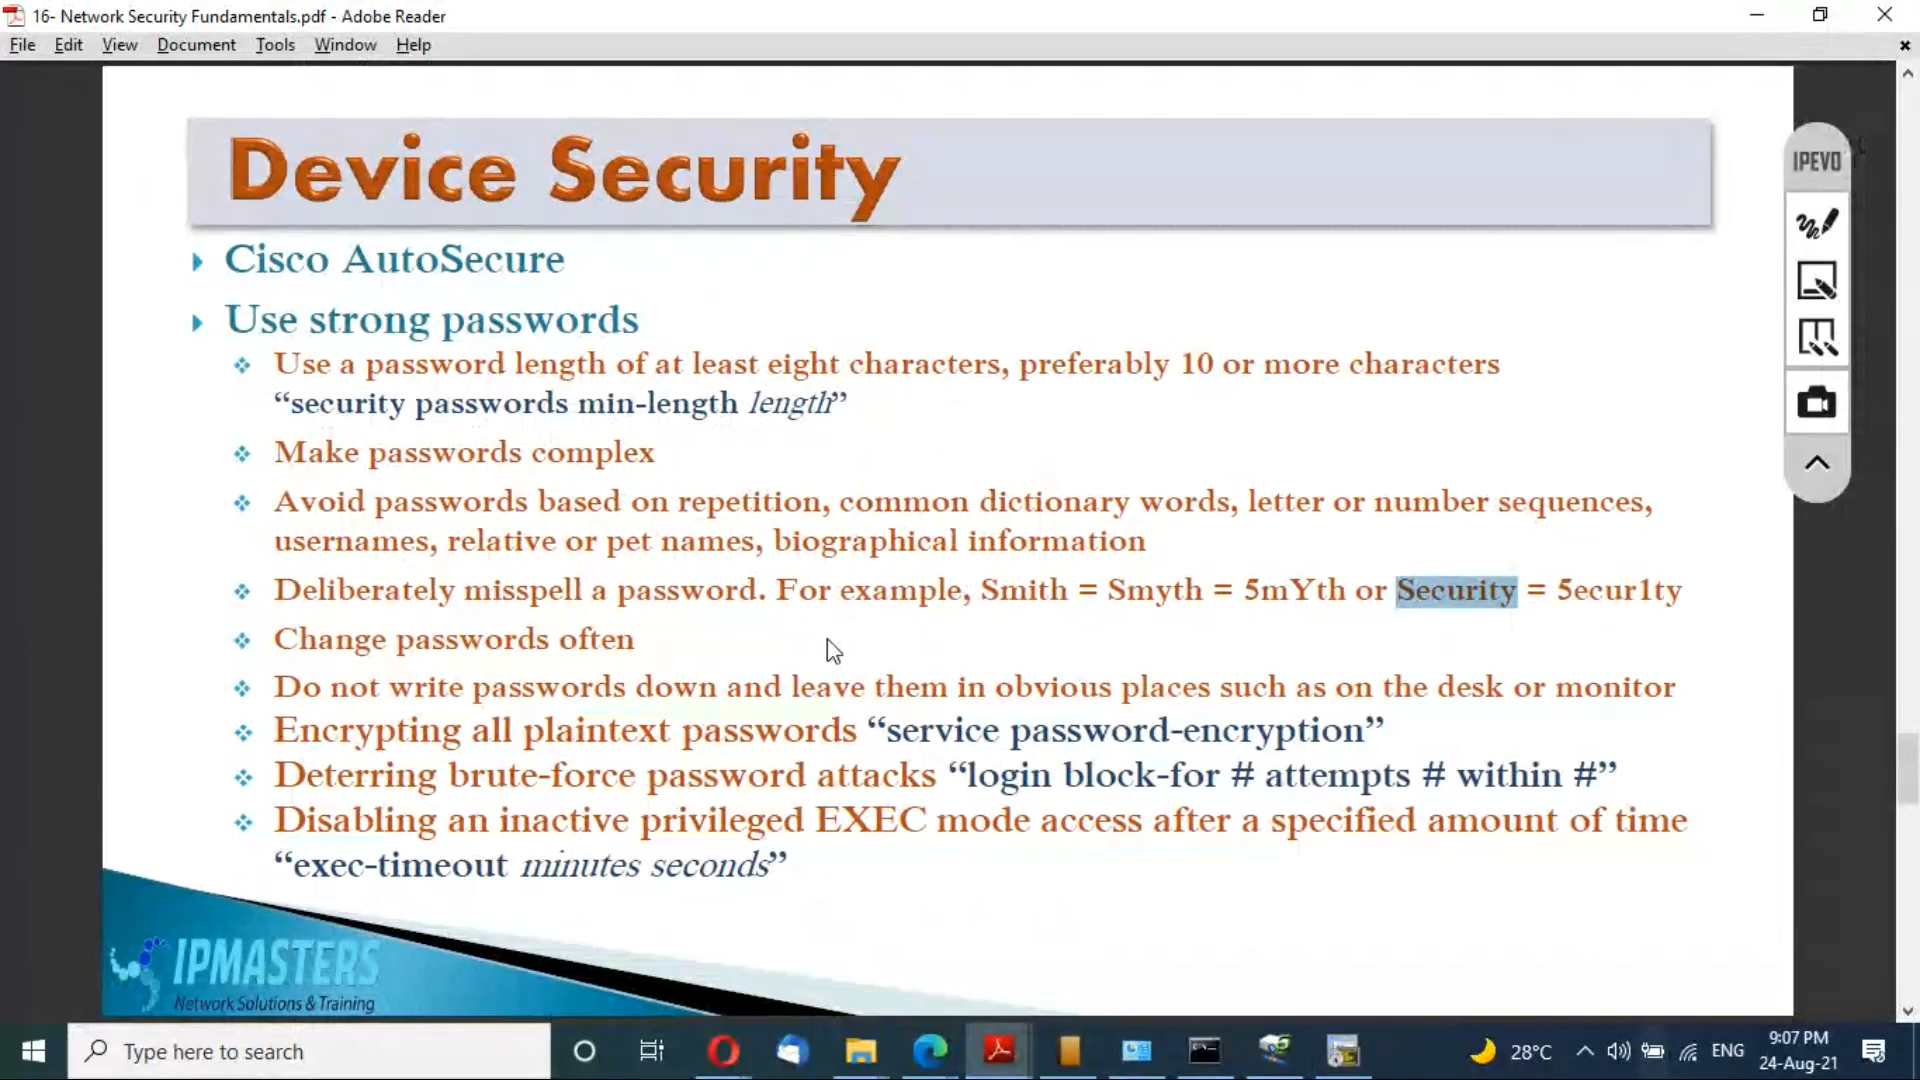 16- Network Security Fundamentals.pdf - Adobe Reader
File Edit View Document Tools Window Help
Device Security
IPEVO
Cisco AutoSecure
Use strong passwords
Use a password length of at least eight characters, preferably 10 or more characters
“security passwords min-length length”
Make passwords complex
Avoid passwords based on repetition, common dictionary words, letter or number sequences,
usernames, relative or pet names, biographical information
Deliberately misspell a password. For example, Smith = Smyth = 5mYth or Security = 5ecur1ty
Change passwords often
Do not write passwords down and leave them in obvious places such as on the desk or monitor
Encrypting all plaintext passwords “service password-encryption”
Deterring brute-force password attacks “login block-for # attempts # within #”
Disabling an inactive privileged EXEC mode access after a specified amount of time
“exec-timeout minutes seconds”
IPMASTERS
Network Solutions & Training
Type here to search
28°C
ENG
9:07 PM
24-Aug-21